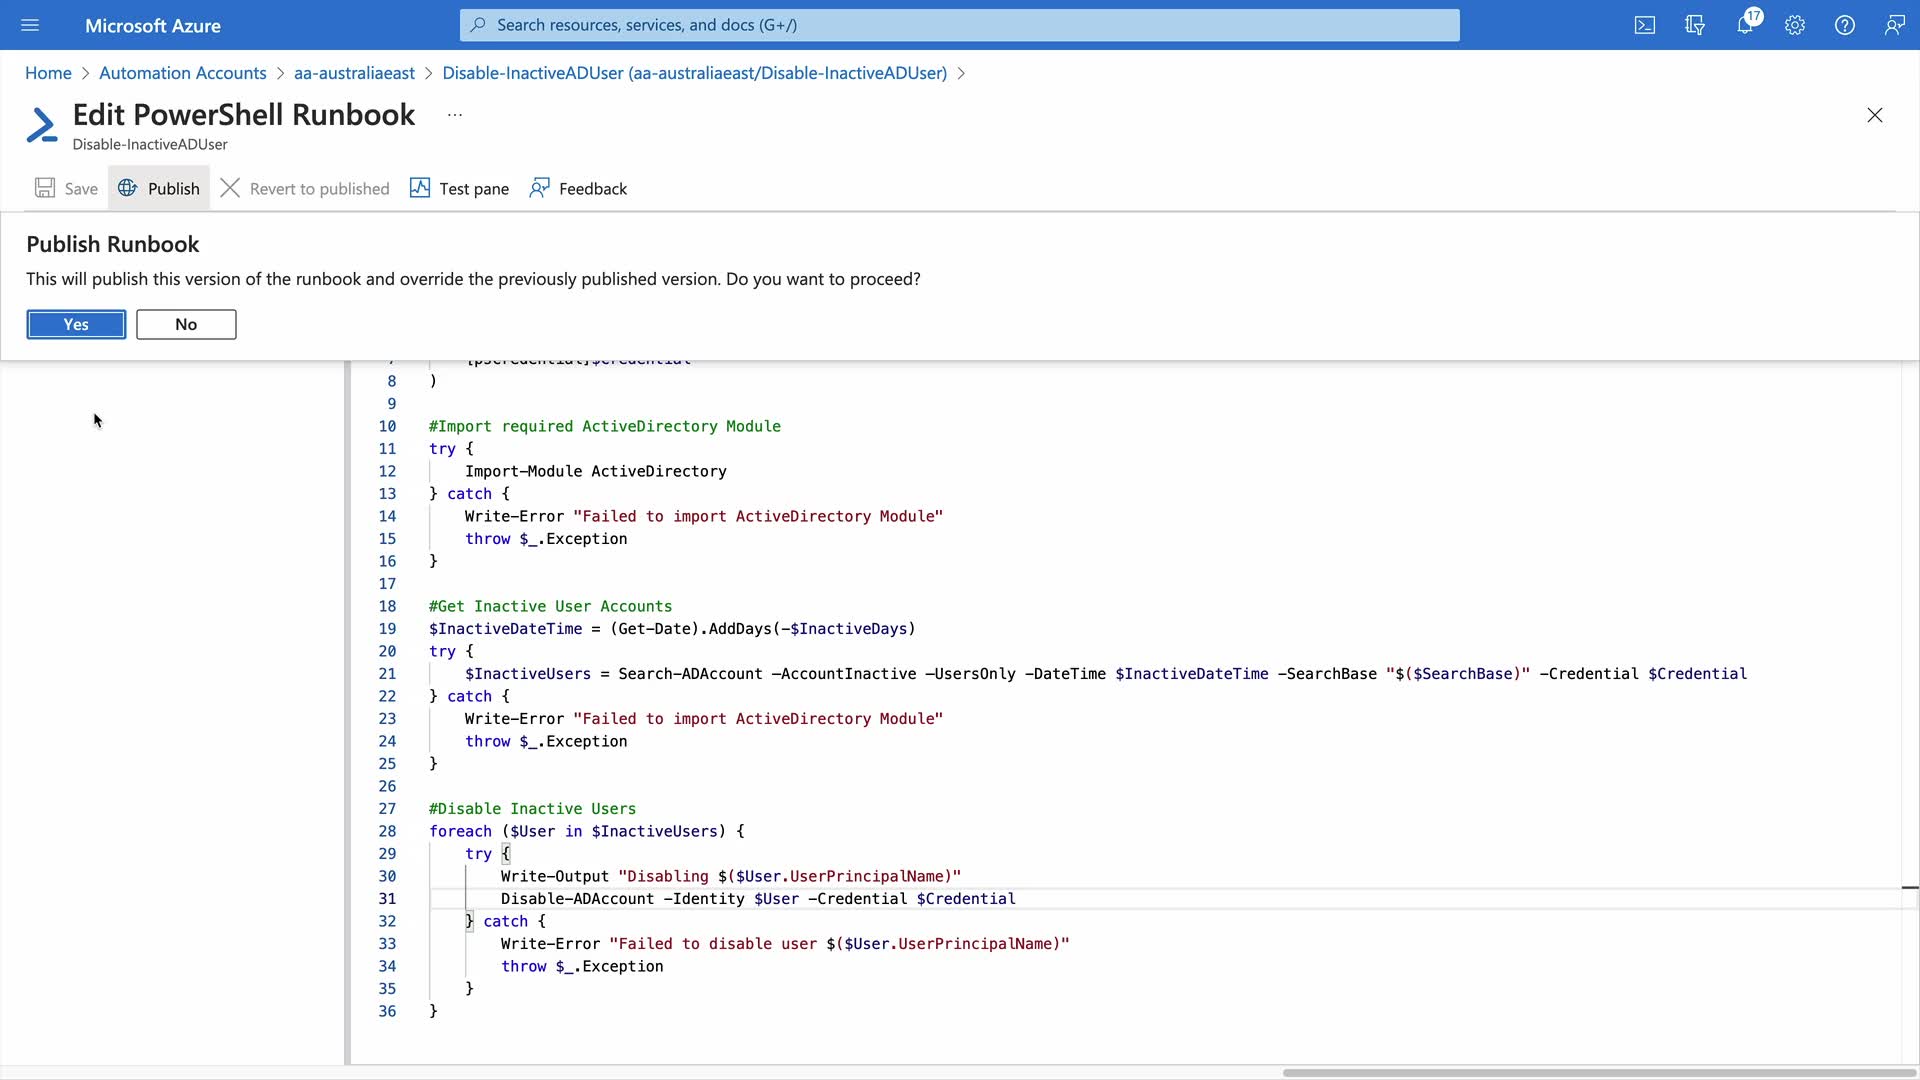 Microsoft Azure
Search resources, services, and docs (G+/)
17
Home > Automation Accounts > aa-australiaeast > Disable-InactiveADUser (aa-australiaeast/Disable-InactiveADUser) >
Edit PowerShell Runbook ...
Disable-InactiveADUser
Save Publish Revert to published Test pane Feedback
Publish Runbook
This will publish this version of the runbook and override the previously published version. Do you want to proceed?
Yes No
8 )
9
10 #Import required ActiveDirectory Module
11 try {
12 Import-Module ActiveDirectory
13 } catch {
14 Write-Error "Failed to import ActiveDirectory Module"
15 throw $_.Exception
16 }
17
18 #Get Inactive User Accounts
19 $InactiveDateTime = (Get-Date).AddDays(-$InactiveDays)
20 try {
21 $InactiveUsers = Search-ADAccount -AccountInactive -UsersOnly -DateTime $InactiveDateTime -SearchBase "$($SearchBase)" -Credential $Credential
22 } catch {
23 Write-Error "Failed to import ActiveDirectory Module"
24 throw $_.Exception
25 }
26
27 #Disable Inactive Users
28 foreach ($User in $InactiveUsers) {
29 try {
30 Write-Output "Disabling $($User.UserPrincipalName)"
31 Disable-ADAccount -Identity $User -Credential $Credential
32 } catch {
33 Write-Error "Failed to disable user $($User.UserPrincipalName)"
34 throw $_.Exception
35 }
36 }